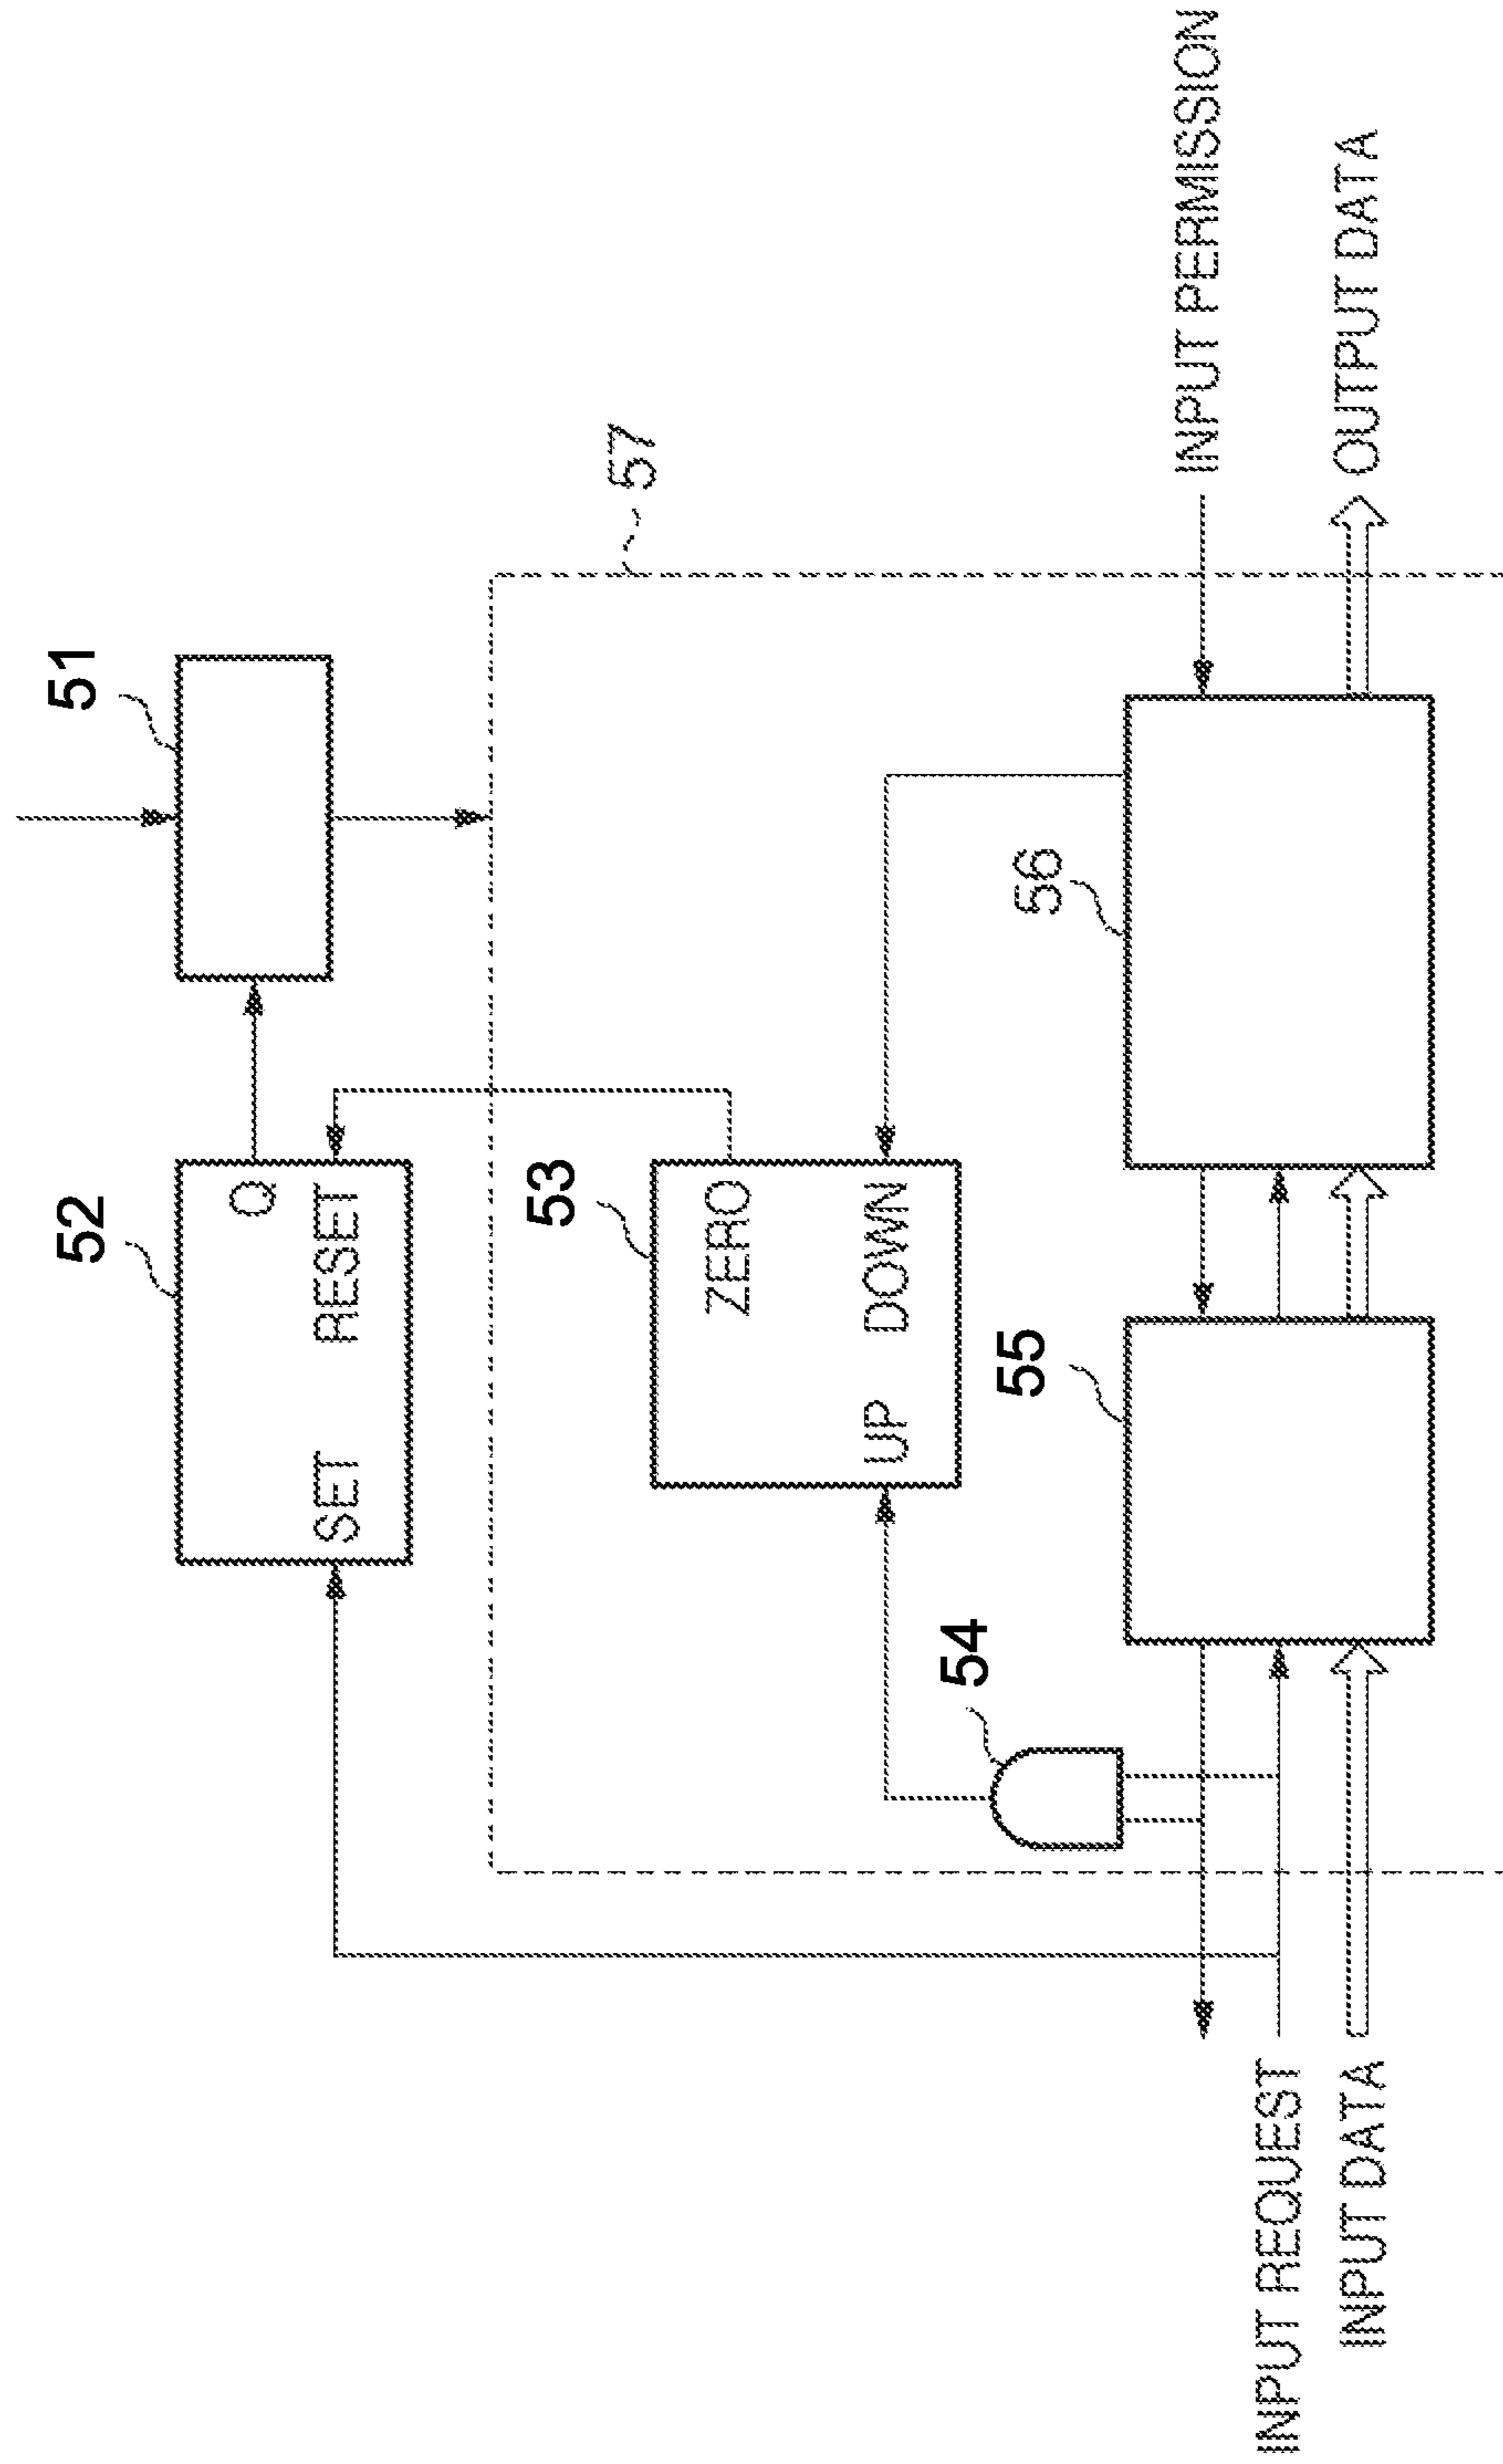 51
52
Q
SET
RESET
57
53
ZERO
UP
DOWN
54
55
56
INPUT PERMISSION
INPUT REQUEST
INPUT DATA
OUTPUT DATA